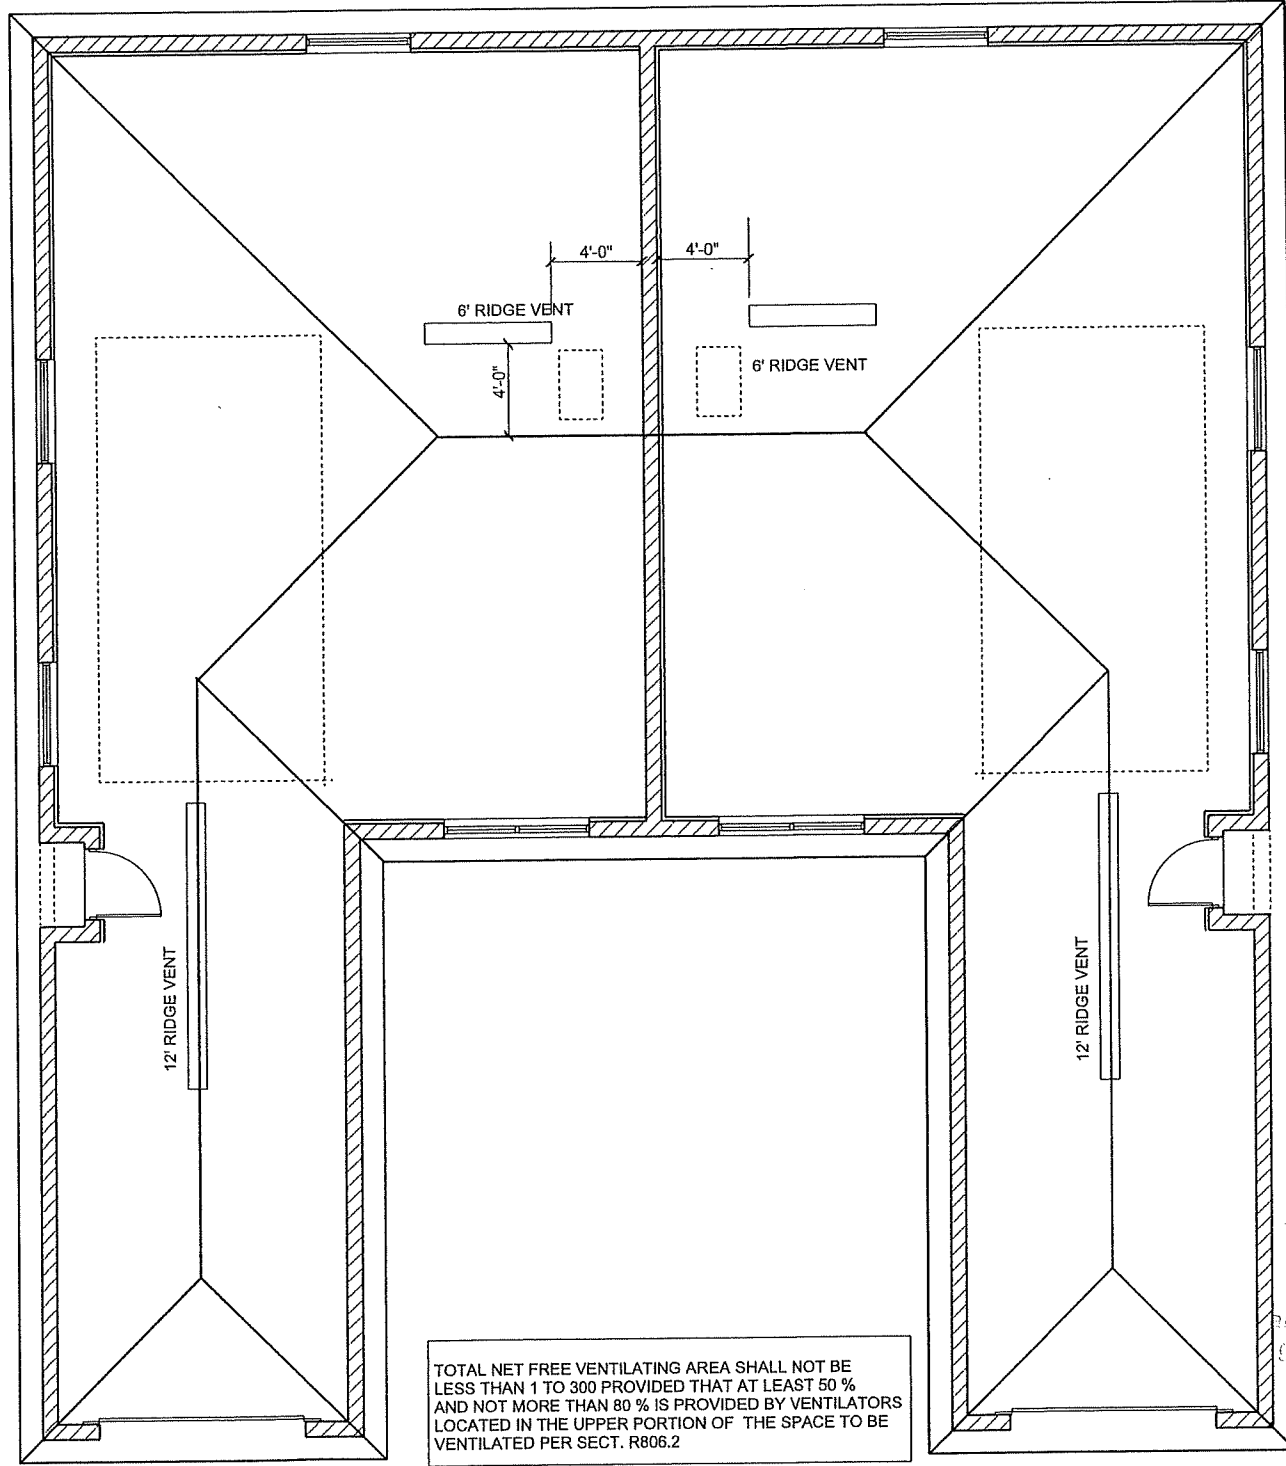 4'-0"
4'-0"
6' RIDGE VENT
4'-0"
6' RIDGE VENT
12' RIDGE VENT
12' RIDGE VENT
TOTAL NET FREE VENTILATING AREA SHALL NOT BE
LESS THAN 1 TO 300 PROVIDED THAT AT LEAST 50 %
AND NOT MORE THAN 80 % IS PROVIDED BY VENTILATORS
LOCATED IN THE UPPER PORTION OF THE SPACE TO BE
VENTILATED PER SECT. R806.2